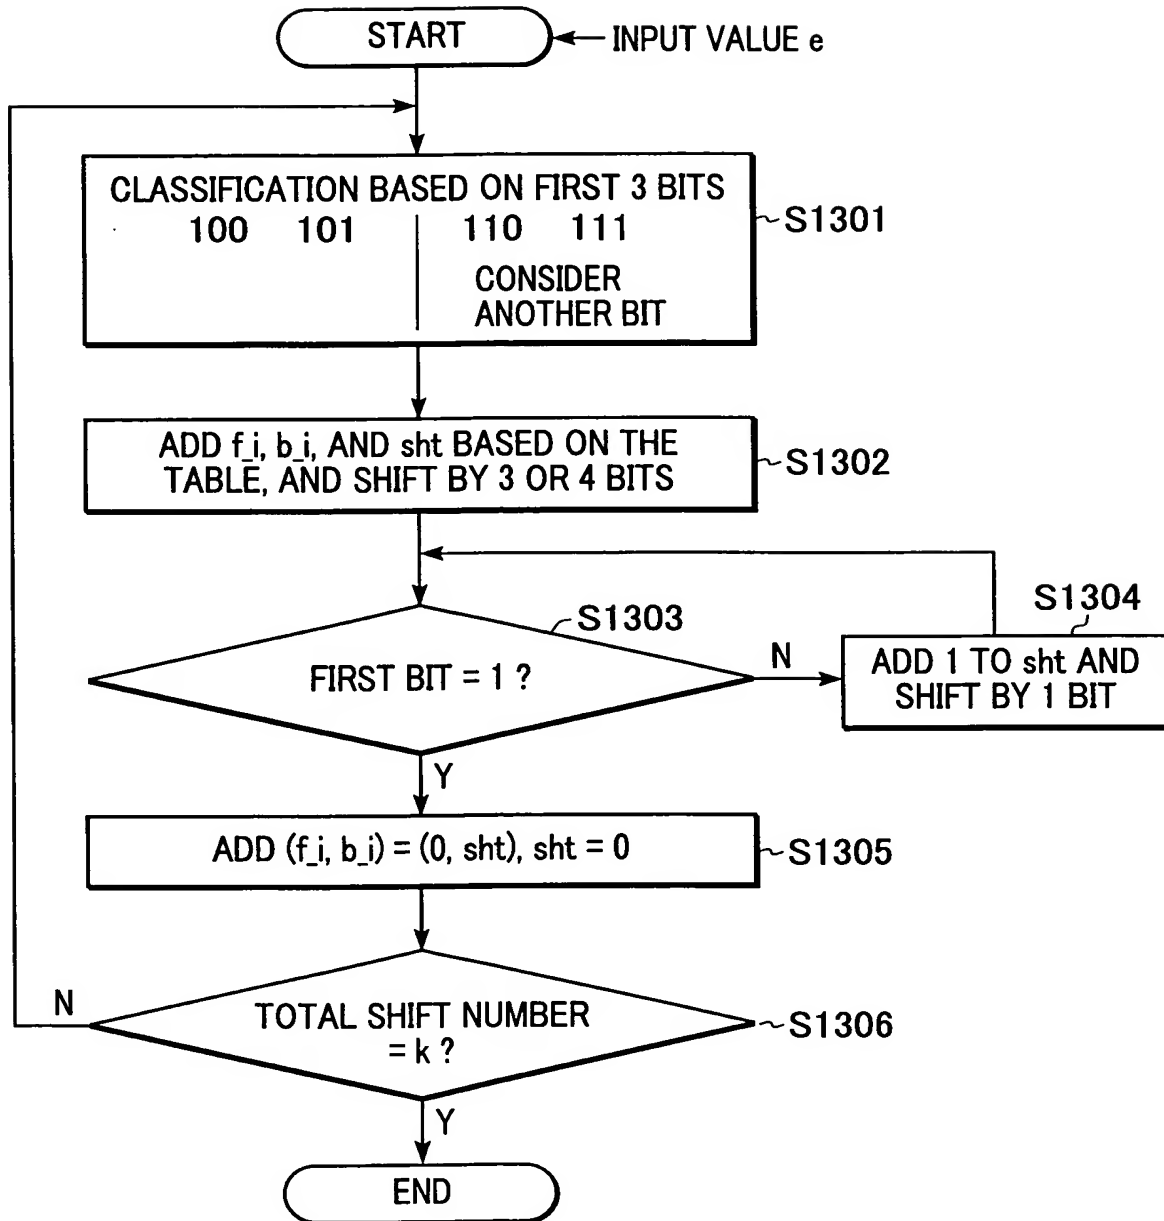 START
INPUT VALUE e
CLASSIFICATION BASED ON FIRST 3 BITS
100 101 110 111
CONSIDER
ANOTHER BIT
S1301
ADD f_i, b_i, AND sht BASED ON THE
TABLE, AND SHIFT BY 3 OR 4 BITS
S1302
S1303
FIRST BIT = 1 ?
N
S1304
ADD 1 TO sht AND
SHIFT BY 1 BIT
Y
ADD (f_i, b_i) = (0, sht), sht = 0
S1305
N
TOTAL SHIFT NUMBER
= k ?
S1306
Y
END